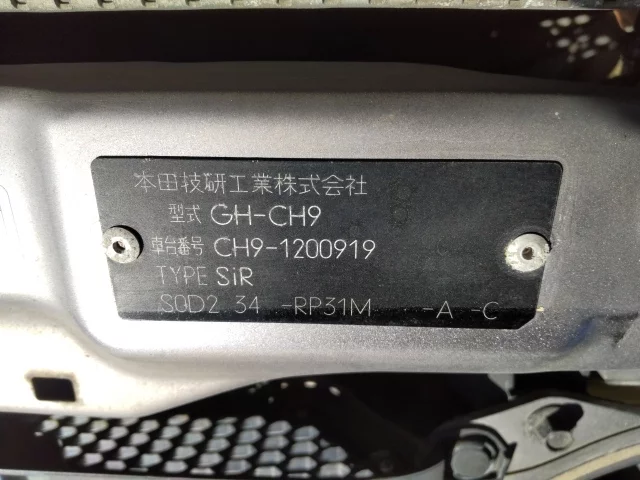 本田技研工業株式会社
型式 GH-CH9
車台番号 CH9-1200919
TYPE SiR
S0D2 34 -RP31M -A -C